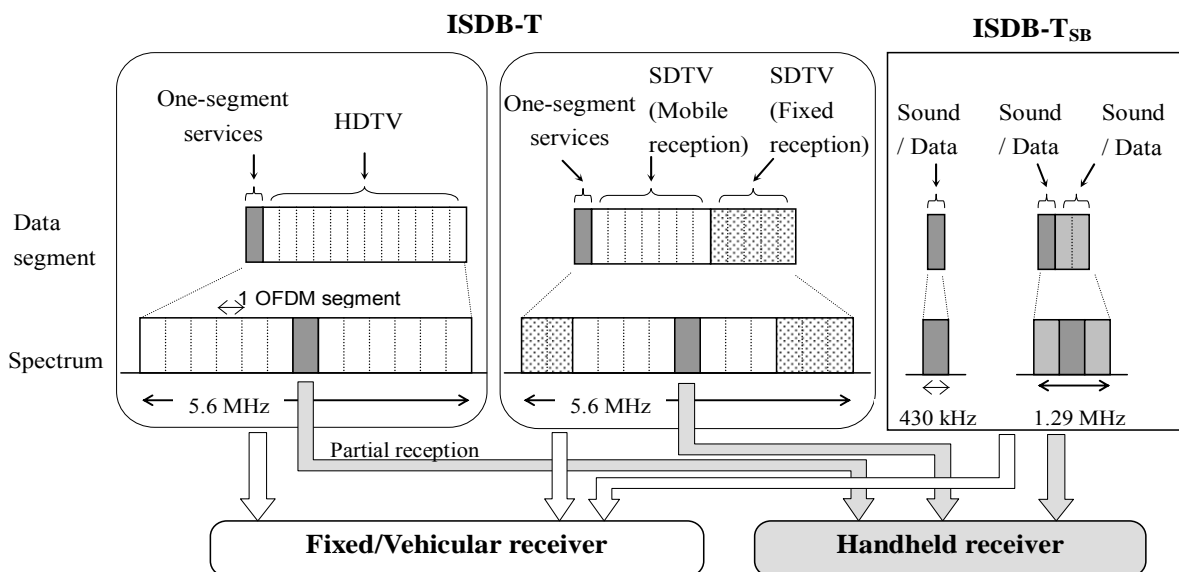 ISDB-T
ISDB-T_SB
One-segment
services
HDTV
One-segment
services
SDTV
(Mobile
reception)
SDTV
(Fixed
reception)
Sound
/ Data
Sound
/ Data
Sound
/ Data
Data
segment
1 OFDM segment
Spectrum
5.6 MHz
5.6 MHz
430 kHz
1.29 MHz
Partial reception
Fixed/Vehicular receiver
Handheld receiver